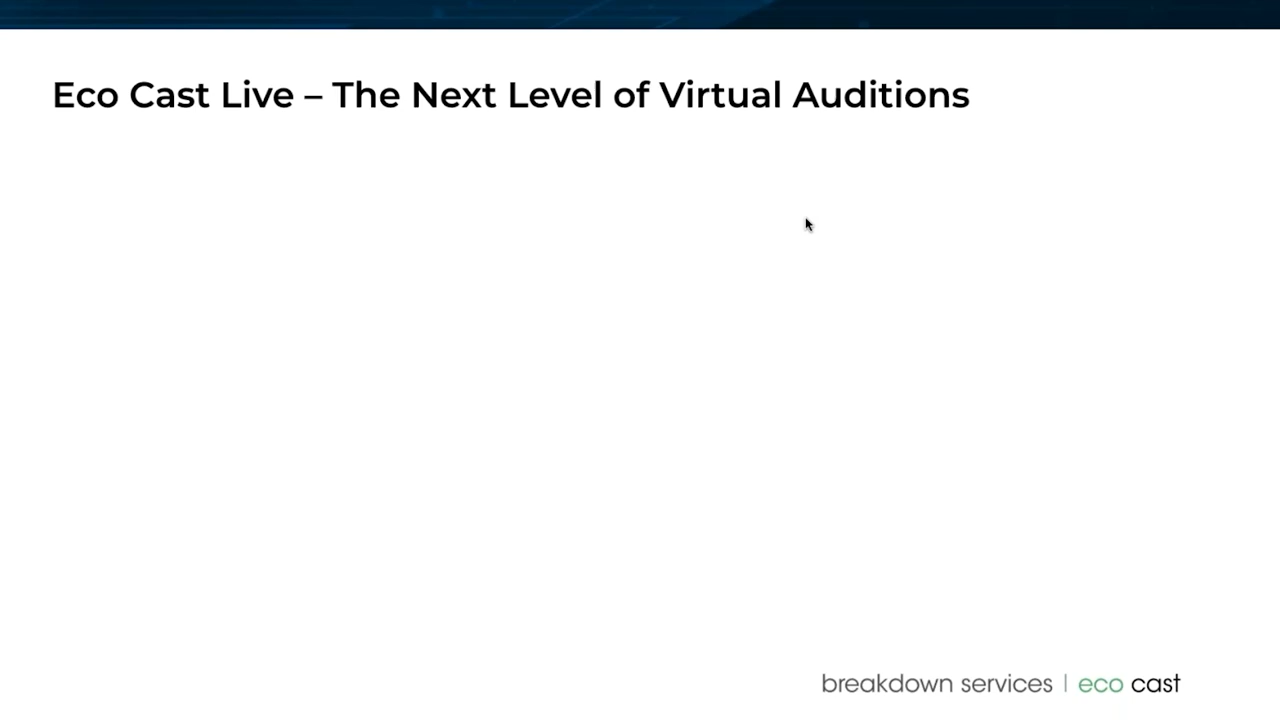 Eco Cast Live – The Next Level of Virtual Auditions
breakdown services | eco cast